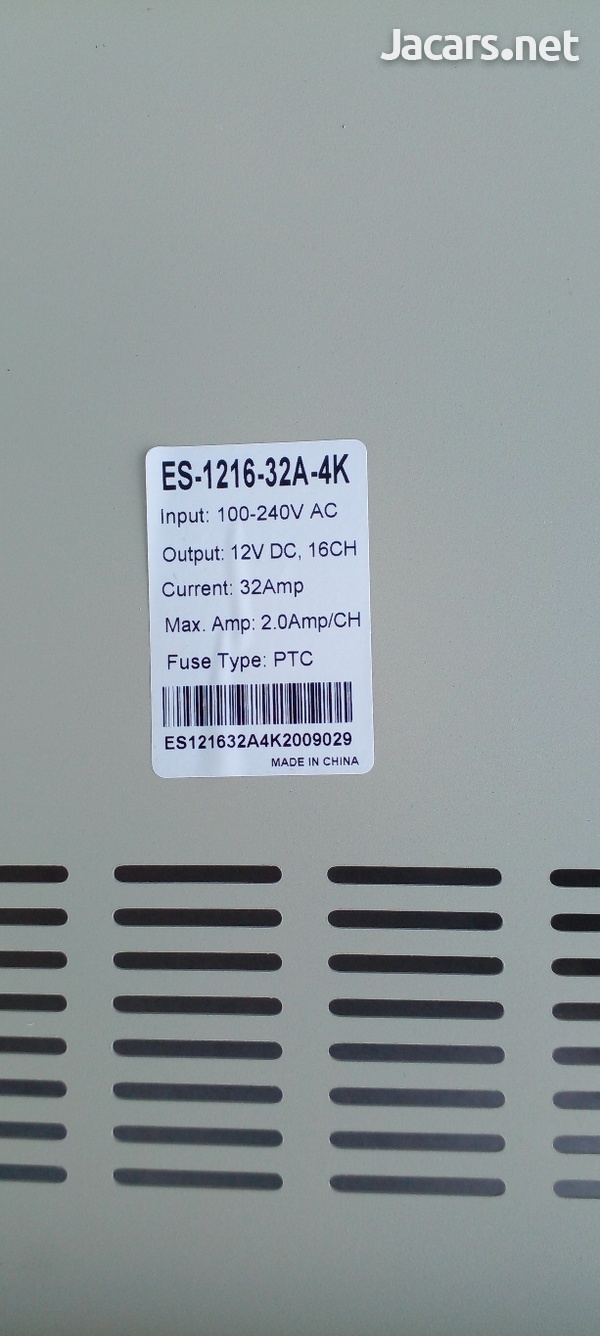 Jacars.net
ES-1216-32A-4K
Input: 100-240V AC
Output: 12V DC, 16CH
Current: 32Amp
Max. Amp: 2.0Amp/CH
Fuse Type: PTC
ES121632A4K2009029
MADE IN CHINA